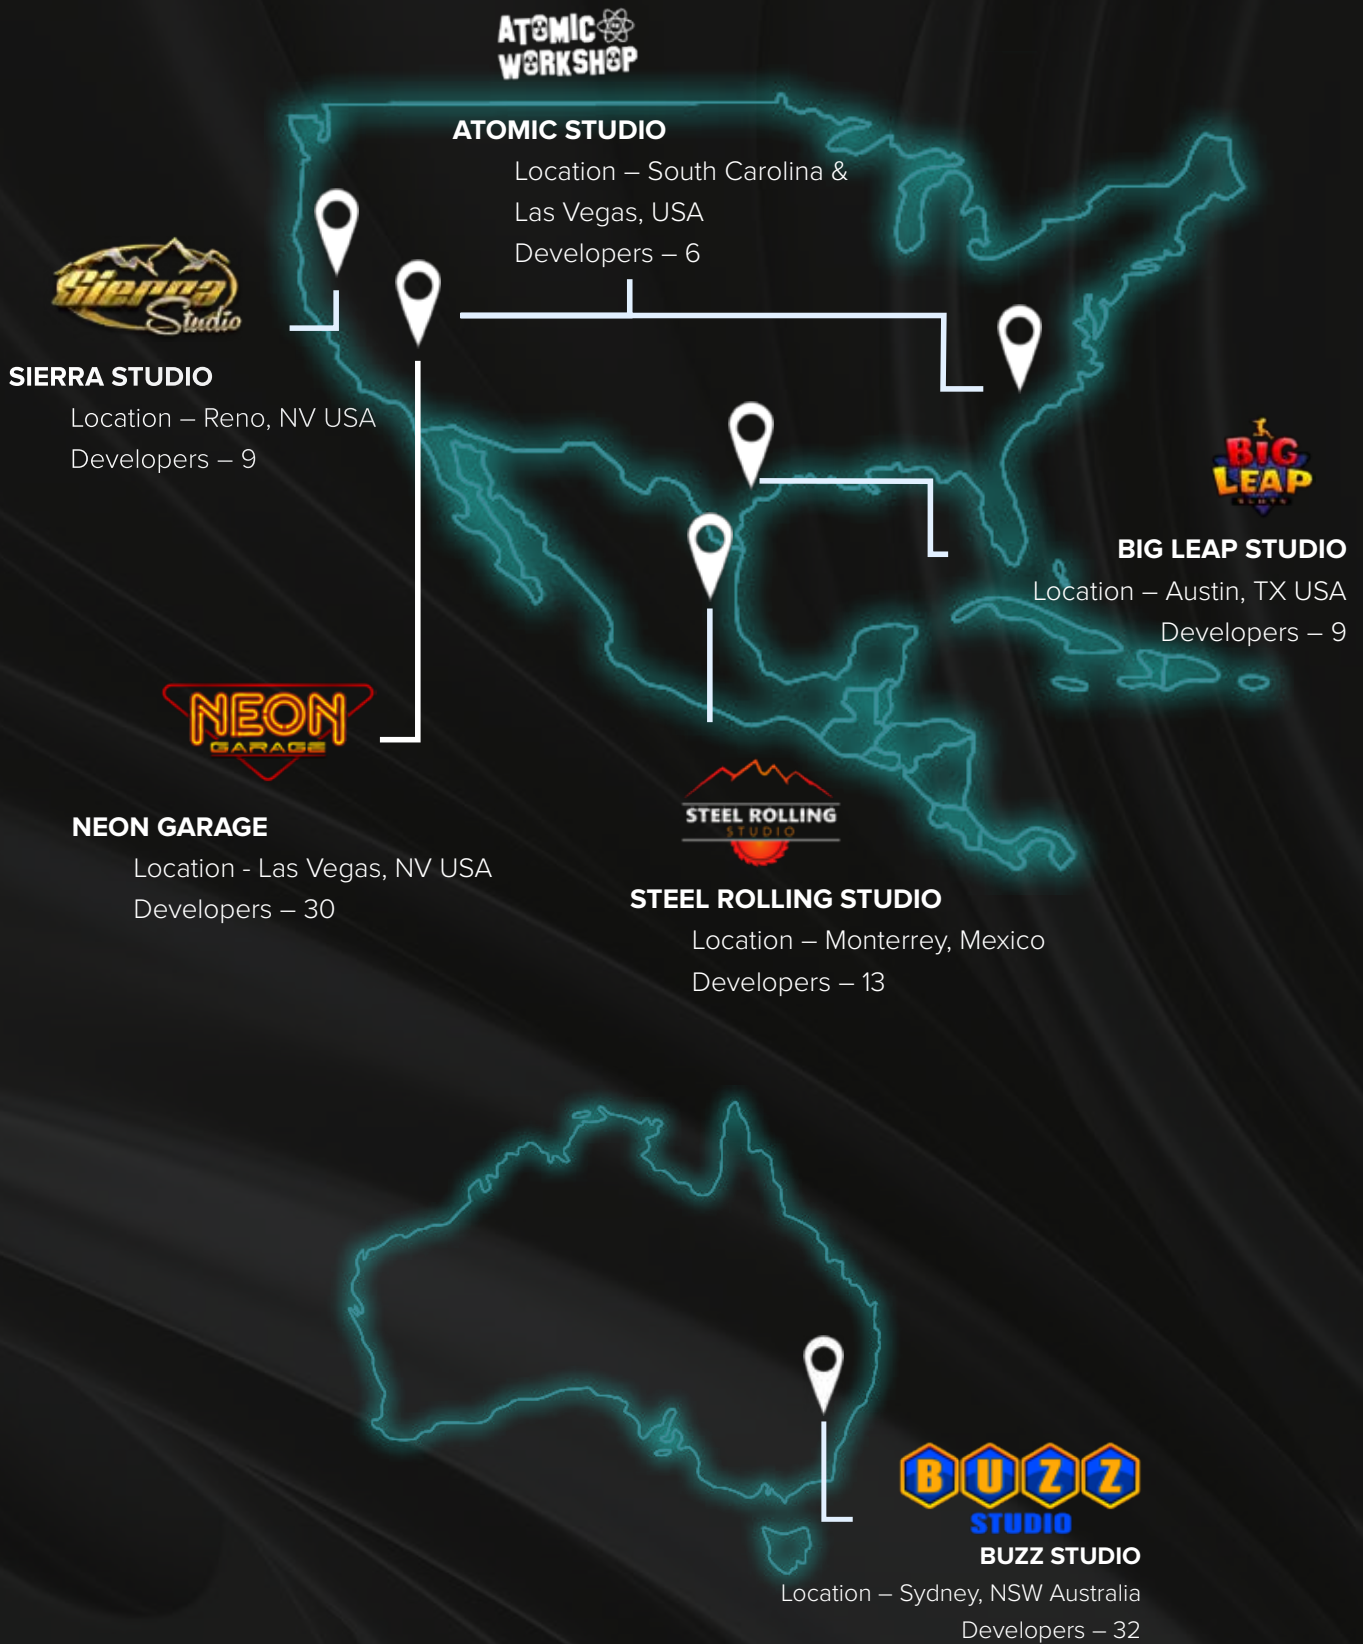 ATOMIC
WORKSHOP
ATOMIC STUDIO
Location – South Carolina &
Las Vegas, USA
Developers – 6
Sierra
Studio
SIERRA STUDIO
Location – Reno, NV USA
Developers – 9
BIG
LEAP
SLOTS
BIG LEAP STUDIO
Location – Austin, TX USA
Developers – 9
NEON
GARAGE
NEON GARAGE
Location - Las Vegas, NV USA
Developers – 30
STEEL ROLLING
STUDIO
STEEL ROLLING STUDIO
Location – Monterrey, Mexico
Developers – 13
BUZZ
STUDIO
BUZZ STUDIO
Location – Sydney, NSW Australia
Developers – 32